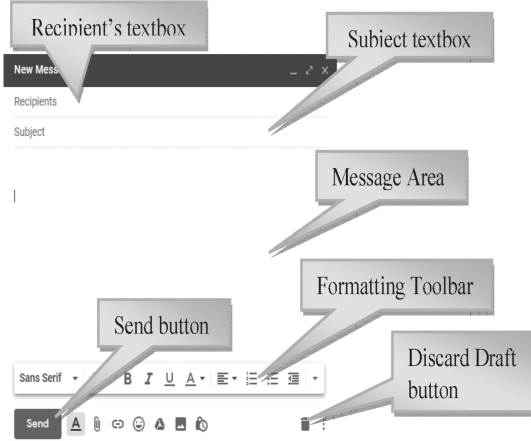 Recipient's textbox
Subiect textbox
New Mess
Recipients
Subject
Message Area
Formatting Toolbar
Send button
Discard Draft
button
Sans Serif B I U A
Send A